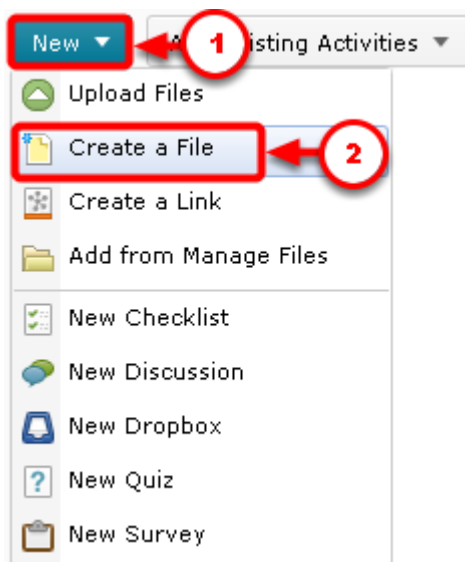 New
1
isting Activities
Upload Files
Create a File
2
Create a Link
Add from Manage Files
New Checklist
New Discussion
New Dropbox
New Quiz
New Survey